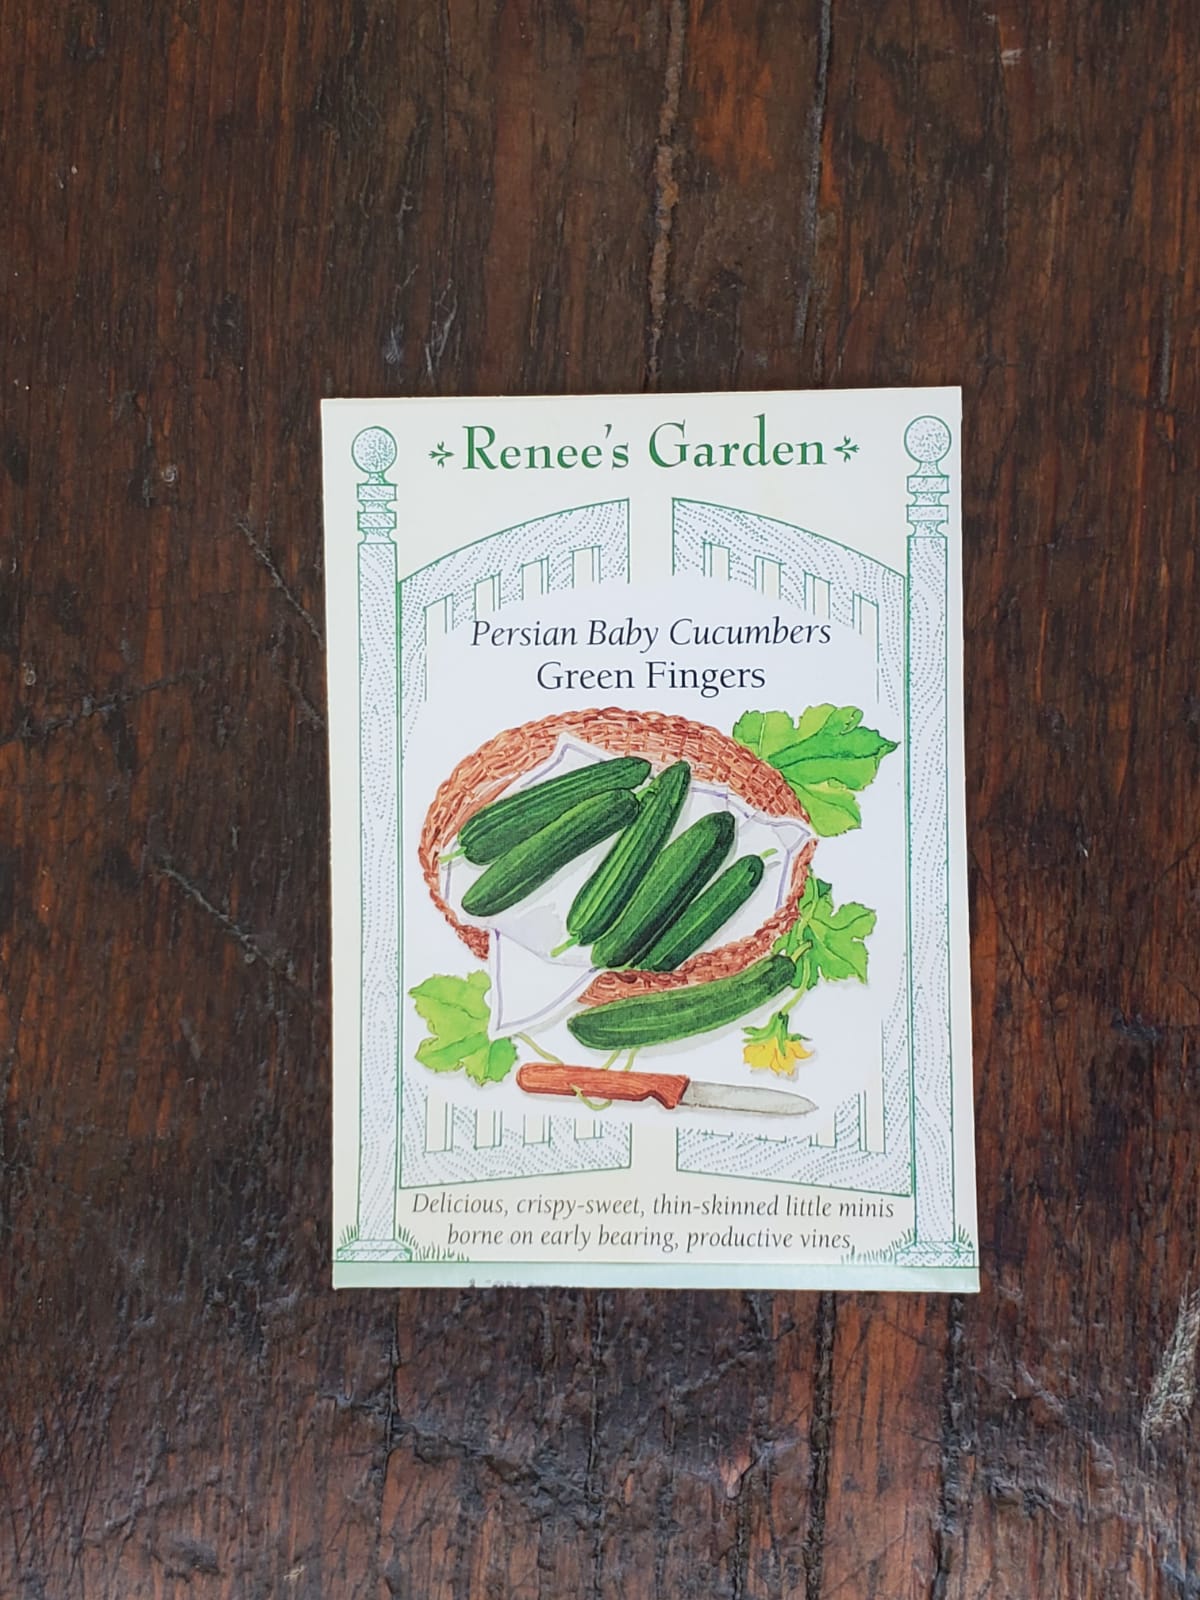 Renee's Garden
Persian Baby Cucumbers
Green Fingers
Delicious, crispy-sweet, thin-skinned little minis
borne on early bearing, productive vines.